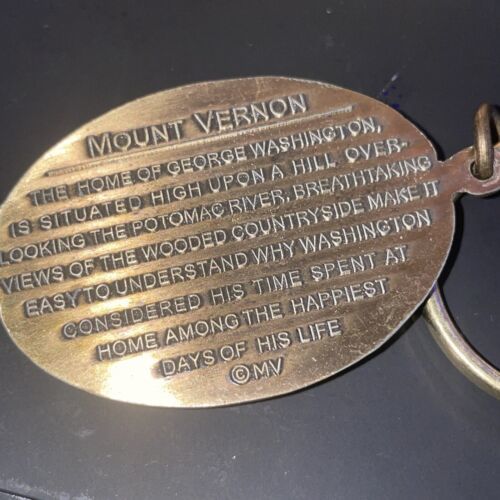 MOUNT VERNON
THE HOME OF GEORGE WASHINGTON,
IS SITUATED HIGH UPON A HILL OVER-
LOOKING THE POTOMAC RIVER, BREATHTAKING
VIEWS OF THE WOODED COUNTRYSIDE MAKE IT
EASY TO UNDERSTAND WHY WASHINGTON
CONSIDERED HIS TIME SPENT AT
HOME AMONG THE HAPPIEST
DAYS OF HIS LIFE
©MV